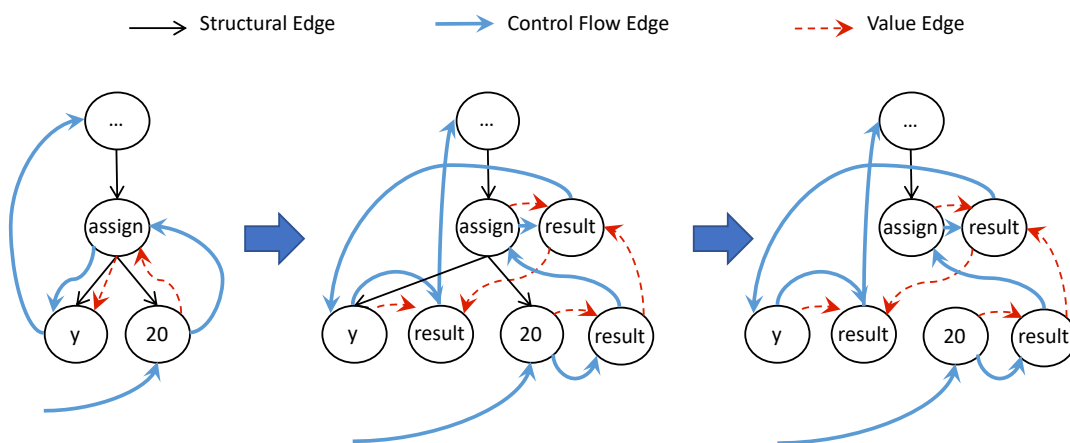 Structural Edge Control Flow Edge Value Edge
... ... ...
assign assign result assign result
y 20 y result 20 result y result 20 result